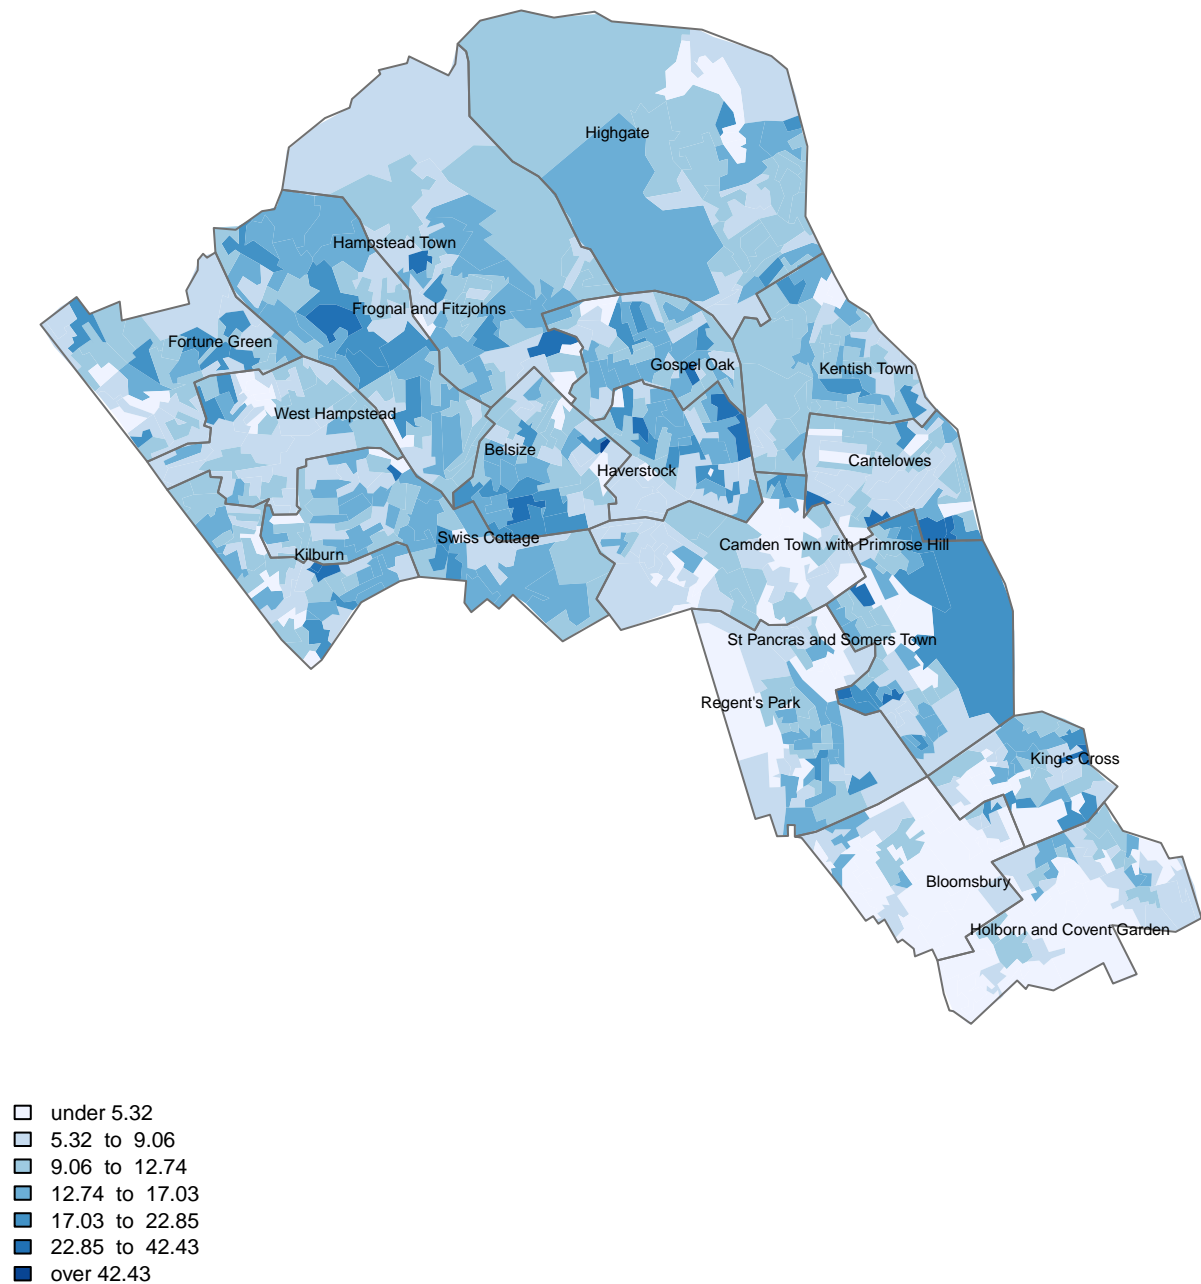 Highgate
Hampstead Town
Frognal and Fitzjohns
Fortune Green
Gospel Oak
Kentish Town
West Hampstead
Belsize
Cantelowes
Haverstock
Swiss Cottage
Camden Town with Primrose Hill
Kilburn
St Pancras and Somers Town
Regent's Park
King's Cross
Bloomsbury
Holborn and Covent Garden
under 5.32
5.32 to 9.06
9.06 to 12.74
12.74 to 17.03
17.03 to 22.85
22.85 to 42.43
over 42.43